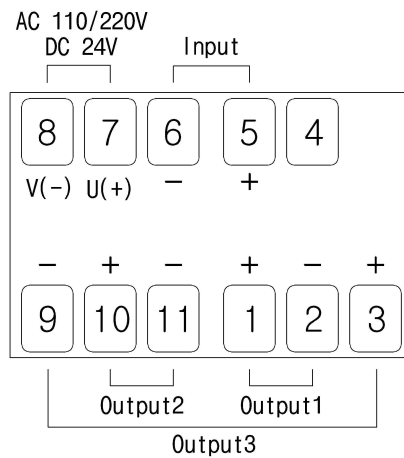 AC 110/220V
DC 24V Input
8 7 6 5 4
V(-) U(+) − +
− + − + − +
9 10 11 1 2 3
Output2 Output1
Output3